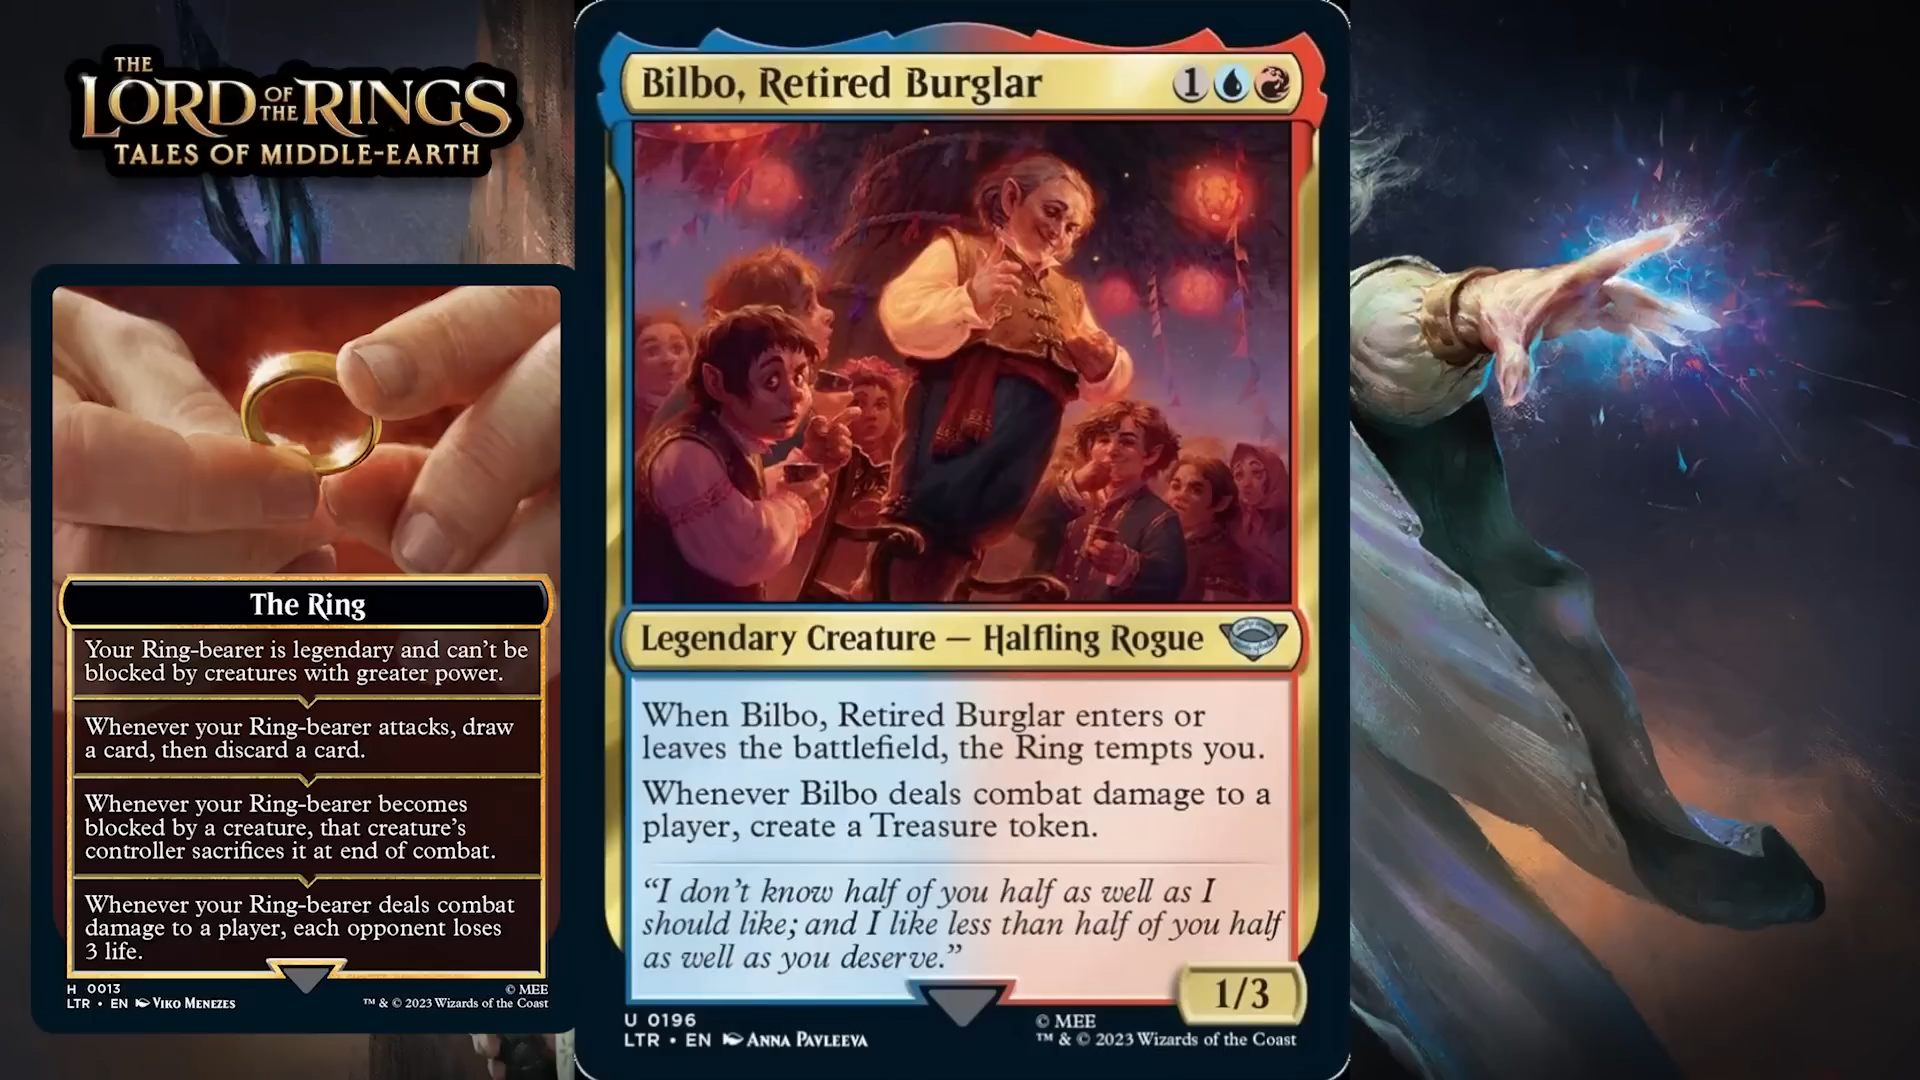 THE
LORD OF THE RINGS
TALES OF MIDDLE-EARTH
The Ring
Your Ring-bearer is legendary and can't be
blocked by creatures with greater power.
Whenever your Ring-bearer attacks, draw
a card, then discard a card.
Whenever your Ring-bearer becomes
blocked by a creature, that creature's
controller sacrifices it at end of combat.
Whenever your Ring-bearer deals combat
damage to a player, each opponent loses
3 life.
H 0013
LTR • EN VIKO MENEZES
© MEE
™ & © 2023 Wizards of the Coast
Bilbo, Retired Burglar 1
Legendary Creature — Halfling Rogue
When Bilbo, Retired Burglar enters or
leaves the battlefield, the Ring tempts you.
Whenever Bilbo deals combat damage to a
player, create a Treasure token.
“I don’t know half of you half as well as I
should like; and I like less than half of you half
as well as you deserve.”
1/3
U 0196
LTR • EN ANNA PAVLEEVA
© MEE
™ & © 2023 Wizards of the Coast